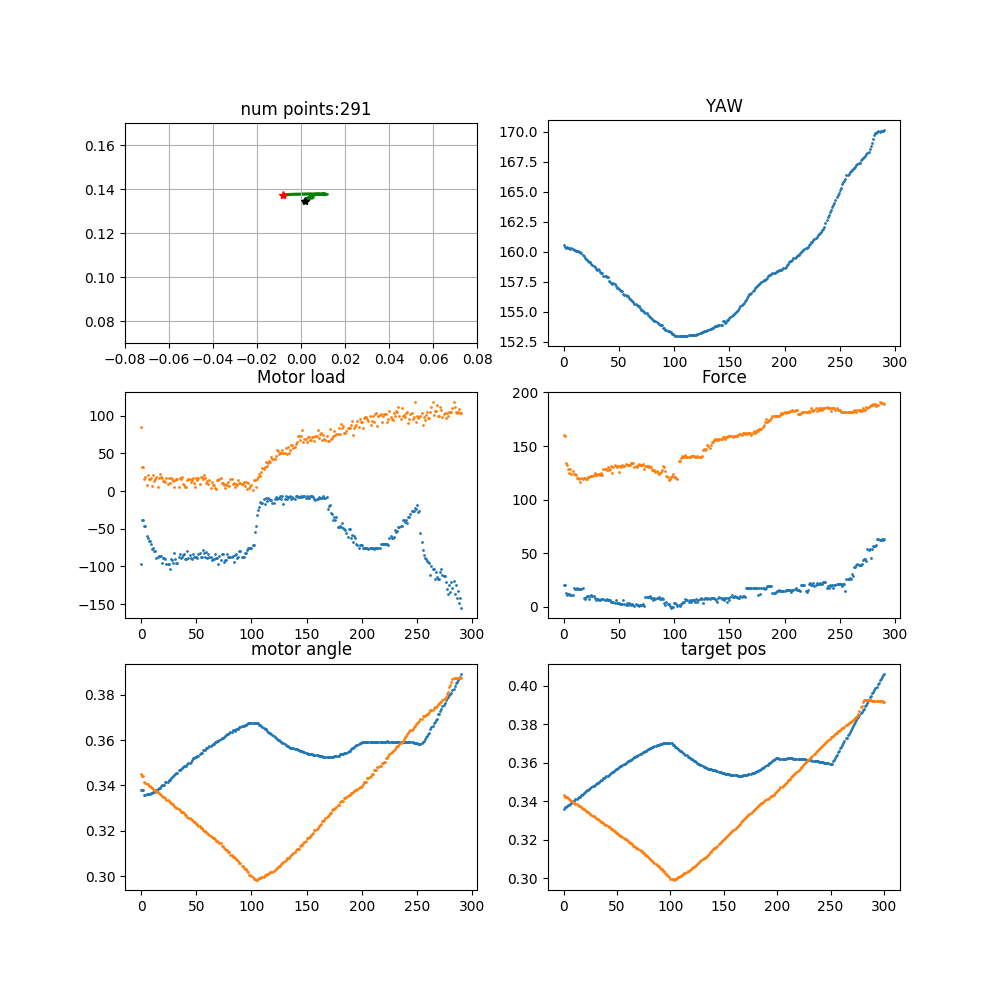 num points:291
0.16
0.14
0.12
0.10
0.08
−0.08 −0.06 −0.04 −0.02 0.00 0.02 0.04 0.06 0.08
YAW
170.0
167.5
165.0
162.5
160.0
157.5
155.0
152.5
0 50 100 150 200 250 300
Motor load
100
50
0
−50
−100
−150
0 50 100 150 200 250 300
Force
200
150
100
50
0
0 50 100 150 200 250 300
motor angle
0.38
0.36
0.34
0.32
0.30
0 50 100 150 200 250 300
target pos
0.40
0.38
0.36
0.34
0.32
0.30
0 50 100 150 200 250 300